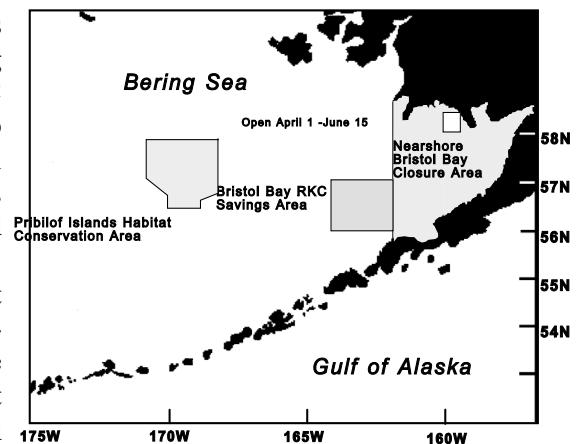 Bering Sea
Open April 1 -June 15
Nearshore
Bristol Bay
Closure Area
Bristol Bay RKC
Savings Area
Pribilof Islands Habitat
Conservation Area
Gulf of Alaska
58N
57N
56N
55N
54N
175W
170W
165W
160W